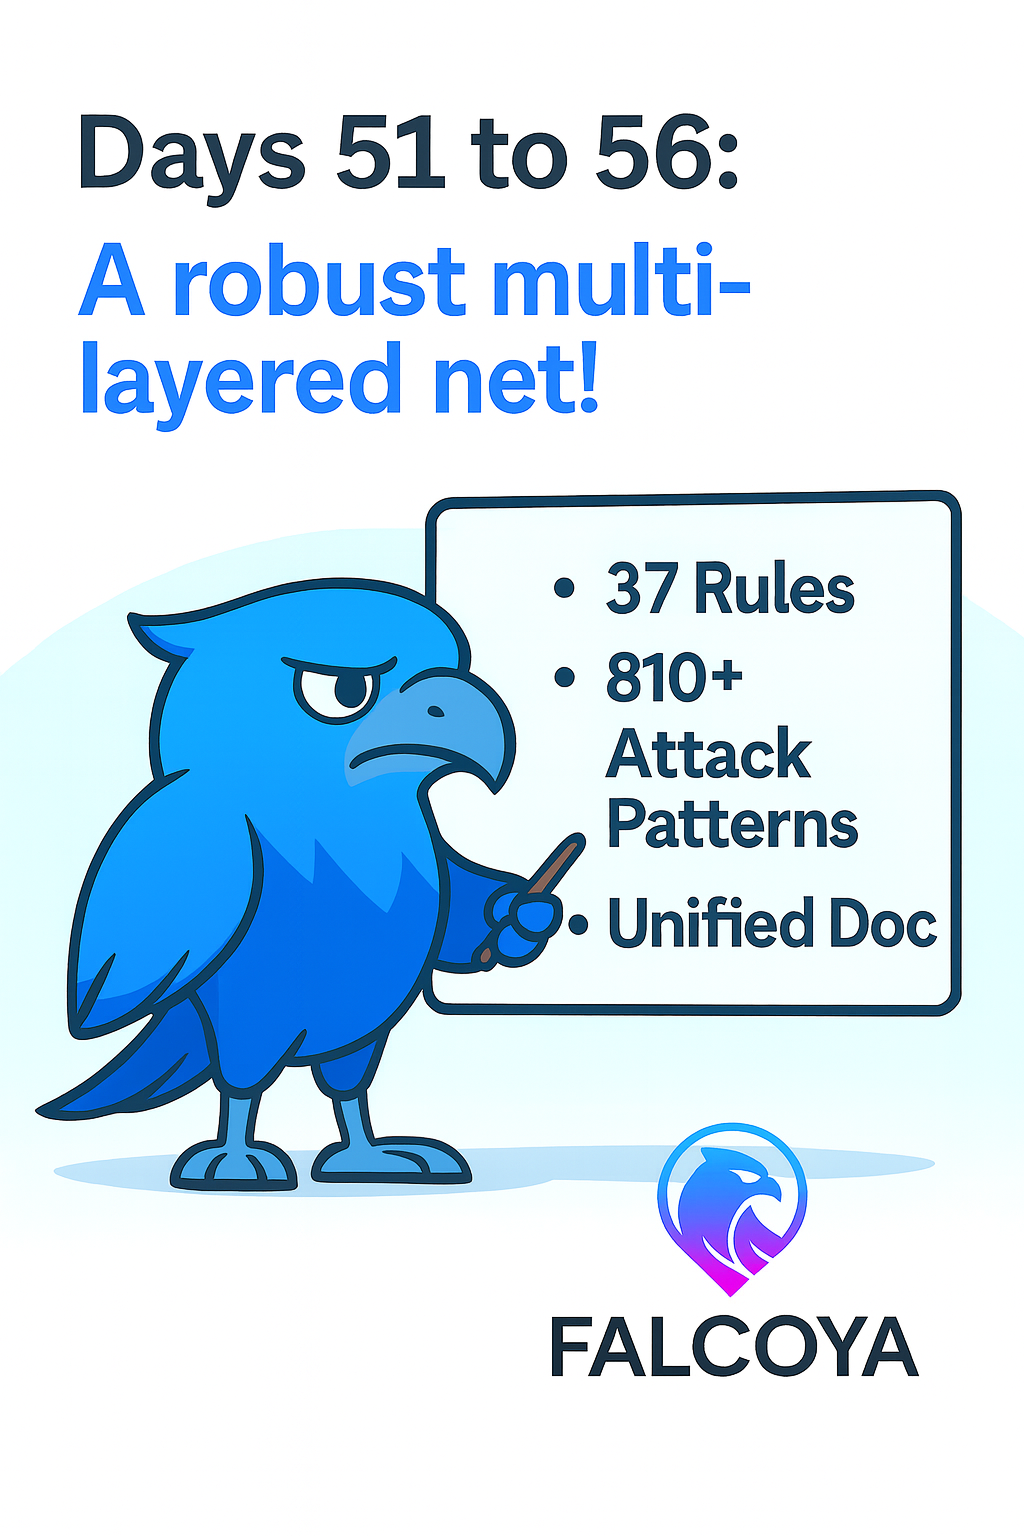 Days 51 to 56:
A robust multi-
layered net!
• 37 Rules
• 810+
Attack
Patterns
• Unified Doc
FALCOYA